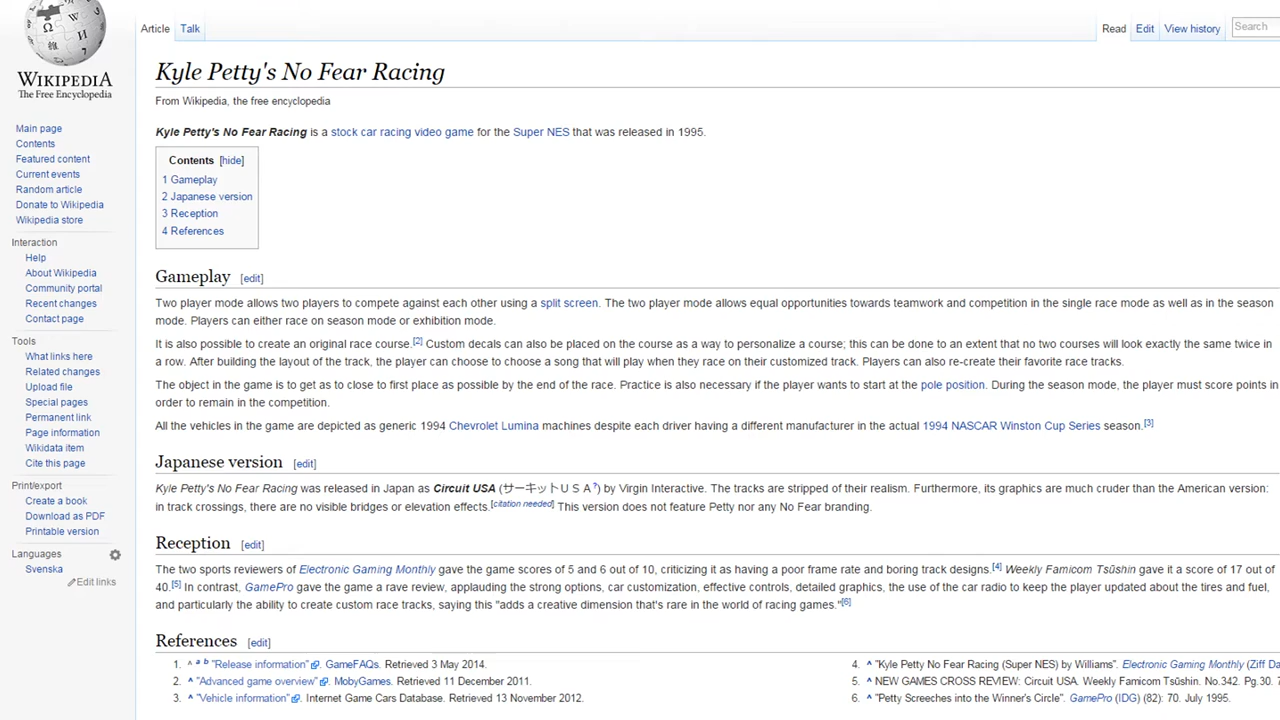 Article
Talk
Read
Edit
View history
Search
WIKIPEDIA
The Free Encyclopedia
Main page
Contents
Featured content
Current events
Random article
Donate to Wikipedia
Wikipedia store
Interaction
Help
About Wikipedia
Community portal
Recent changes
Contact page
Tools
What links here
Related changes
Upload file
Special pages
Permanent link
Page information
Wikidata item
Cite this page
Print/export
Create a book
Download as PDF
Printable version
Languages
Svenska
Edit links
Kyle Petty's No Fear Racing
From Wikipedia, the free encyclopedia
Kyle Petty's No Fear Racing is a stock car racing video game for the Super NES that was released in 1995.
Contents [hide]
1 Gameplay
2 Japanese version
3 Reception
4 References
Gameplay [edit]
Two player mode allows two players to compete against each other using a split screen. The two player mode allows equal opportunities towards teamwork and competition in the single race mode as well as in the season
mode. Players can either race on season mode or exhibition mode.
It is also possible to create an original race course.[2] Custom decals can also be placed on the course as a way to personalize a course; this can be done to an extent that no two courses will look exactly the same twice in
a row. After building the layout of the track, the player can choose to choose a song that will play when they race on their customized track. Players can also re-create their favorite race tracks.
The object in the game is to get as to close to first place as possible by the end of the race. Practice is also necessary if the player wants to start at the pole position. During the season mode, the player must score points in
order to remain in the competition.
All the vehicles in the game are depicted as generic 1994 Chevrolet Lumina machines despite each driver having a different manufacturer in the actual 1994 NASCAR Winston Cup Series season.[3]
Japanese version [edit]
Kyle Petty's No Fear Racing was released in Japan as Circuit USA (サーキットＵＳＡ?) by Virgin Interactive. The tracks are stripped of their realism. Furthermore, its graphics are much cruder than the American version:
in track crossings, there are no visible bridges or elevation effects.[citation needed] This version does not feature Petty nor any No Fear branding.
Reception [edit]
The two sports reviewers of Electronic Gaming Monthly gave the game scores of 5 and 6 out of 10, criticizing it as having a poor frame rate and boring track designs.[4] Weekly Famicom Tsūshin gave it a score of 17 out of
40.[5] In contrast, GamePro gave the game a rave review, applauding the strong options, car customization, effective controls, detailed graphics, the use of the car radio to keep the player updated about the tires and fuel,
and particularly the ability to create custom race tracks, saying this "adds a creative dimension that's rare in the world of racing games."[6]
References [edit]
1. ^ a b "Release information". GameFAQs. Retrieved 3 May 2014.
2. ^ "Advanced game overview". MobyGames. Retrieved 11 December 2011.
3. ^ "Vehicle information". Internet Game Cars Database. Retrieved 13 November 2012.
4. ^ "Kyle Petty No Fear Racing (Super NES) by Williams". Electronic Gaming Monthly (Ziff Da
5. ^ NEW GAMES CROSS REVIEW: Circuit USA. Weekly Famicom Tsūshin. No.342. Pg.30. 7
6. ^ "Petty Screeches into the Winner's Circle". GamePro (IDG) (82): 70. July 1995.